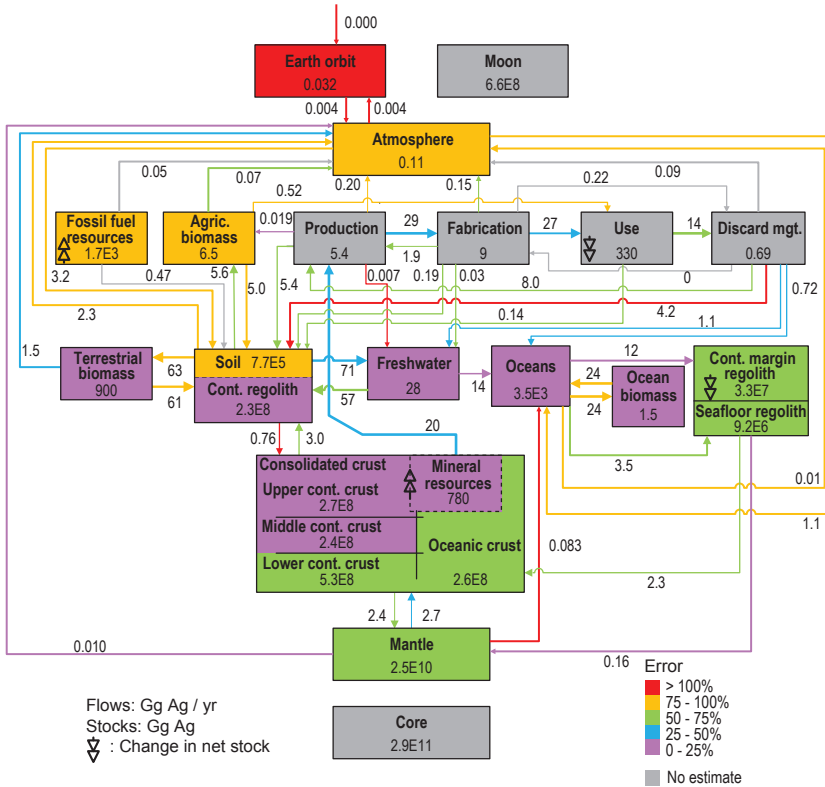 0.000
Earth orbit
0.032
Moon
6.6E8
0.004
0.004
Atmosphere
0.11
0.05
0.07
0.20
0.15
0.22
0.09
0.52
Fossil fuel
resources
1.7E3
Agric.
biomass
6.5
0.019
Production
5.4
29
Fabrication
9
27
Use
330
14
Discard mgt.
0.69
3.2
0.47
5.6
5.0
5.4
0.007
1.9
0.19
0.03
0
8.0
0.72
2.3
0.14
4.2
1.1
1.5
Terrestrial
biomass
900
63
61
Soil 7.7E5
Cont. regolith
2.3E8
71
57
Freshwater
28
14
Oceans
3.5E3
12
24
24
Ocean
biomass
1.5
Cont. margin
regolith
3.3E7
Seafloor regolith
9.2E6
0.76
3.0
20
3.5
0.01
1.1
Consolidated crust
Upper cont. crust
2.7E8
Mineral
resources
780
Middle cont. crust
2.4E8
Oceanic crust
Lower cont. crust
5.3E8
2.6E8
0.083
2.3
2.4
2.7
0.010
Mantle
2.5E10
0.16
Core
2.9E11
Flows: Gg Ag / yr
Stocks: Gg Ag
: Change in net stock
Error
> 100%
75 - 100%
50 - 75%
25 - 50%
0 - 25%
No estimate